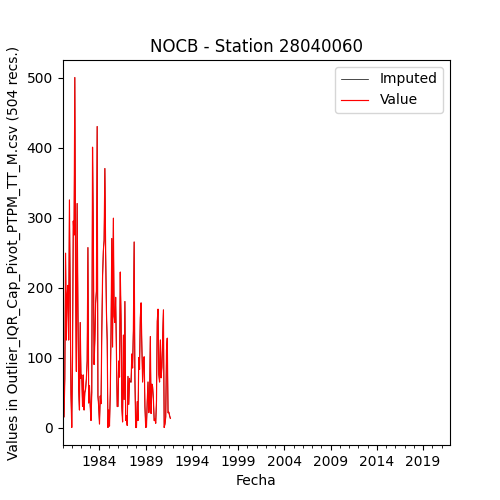 NOCB - Station 28040060
Values in Outlier_IQR_Cap_Pivot_PTPM_TT_M.csv (504 recs.)
500
400
300
200
100
0
Imputed
Value
1984 1989 1994 1999 2004 2009 2014 2019
Fecha